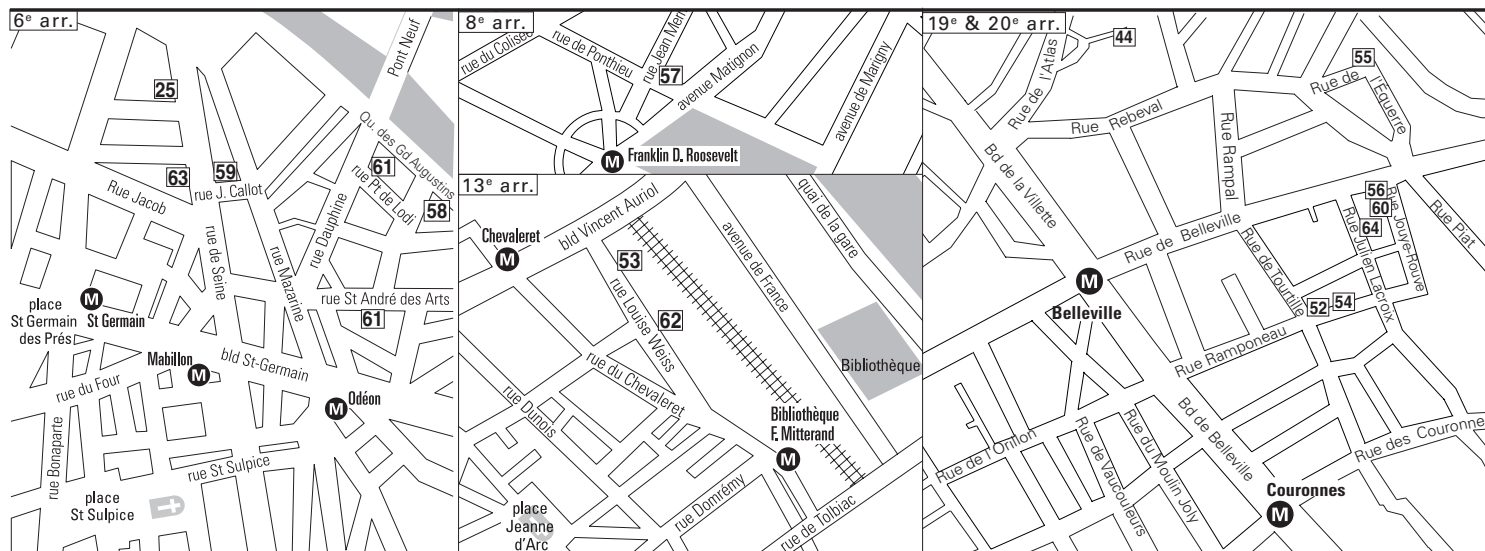 6e arr.
Pont Neuf
25
Qu. des Gd Augustins
61
59
63
rue J. Callot
rue Pt de Lodi
58
Rue Jacob
rue Dauphine
rue de Seine
rue Mazarine
rue St André des Arts
61
place
St Germain
des Prés
M
St Germain
Mabillon
M
bld St-Germain
rue du Four
Odéon
M
rue Bonaparte
rue St Sulpice
place
St Sulpice
8e arr.
rue du Colisée
rue de Ponthieu
rue Jean Mer
57
avenue Matignon
avenue de Marigny
M
Franklin D. Roosevelt
13e arr.
bld Vincent Auriol
Chevaleret
M
quai de la gare
avenue de France
53
rue Louise Weiss
62
rue du Chevaleret
Bibliothèque
rue Dunois
Bibliothèque
F. Mitterand
M
rue Domrémy
rue de Tolbiac
place
Jeanne
d'Arc
19e & 20e arr.
44
55
Rue de
l'Equerre
Rue de l'Atlas
Rue Rebeval
Rue Rampal
Bd de la Villette
56
60
64
Rue Jouye-Rouve
Rue Piat
Rue Julien Lacroix
Rue de Belleville
Rue de Tourtille
M
Belleville
52
54
Rue Ramponeau
Bd de Belleville
Rue de l'Orillon
Rue de Vaucouleurs
Rue du Moulin Joly
Rue des Couronne
Couronnes
M